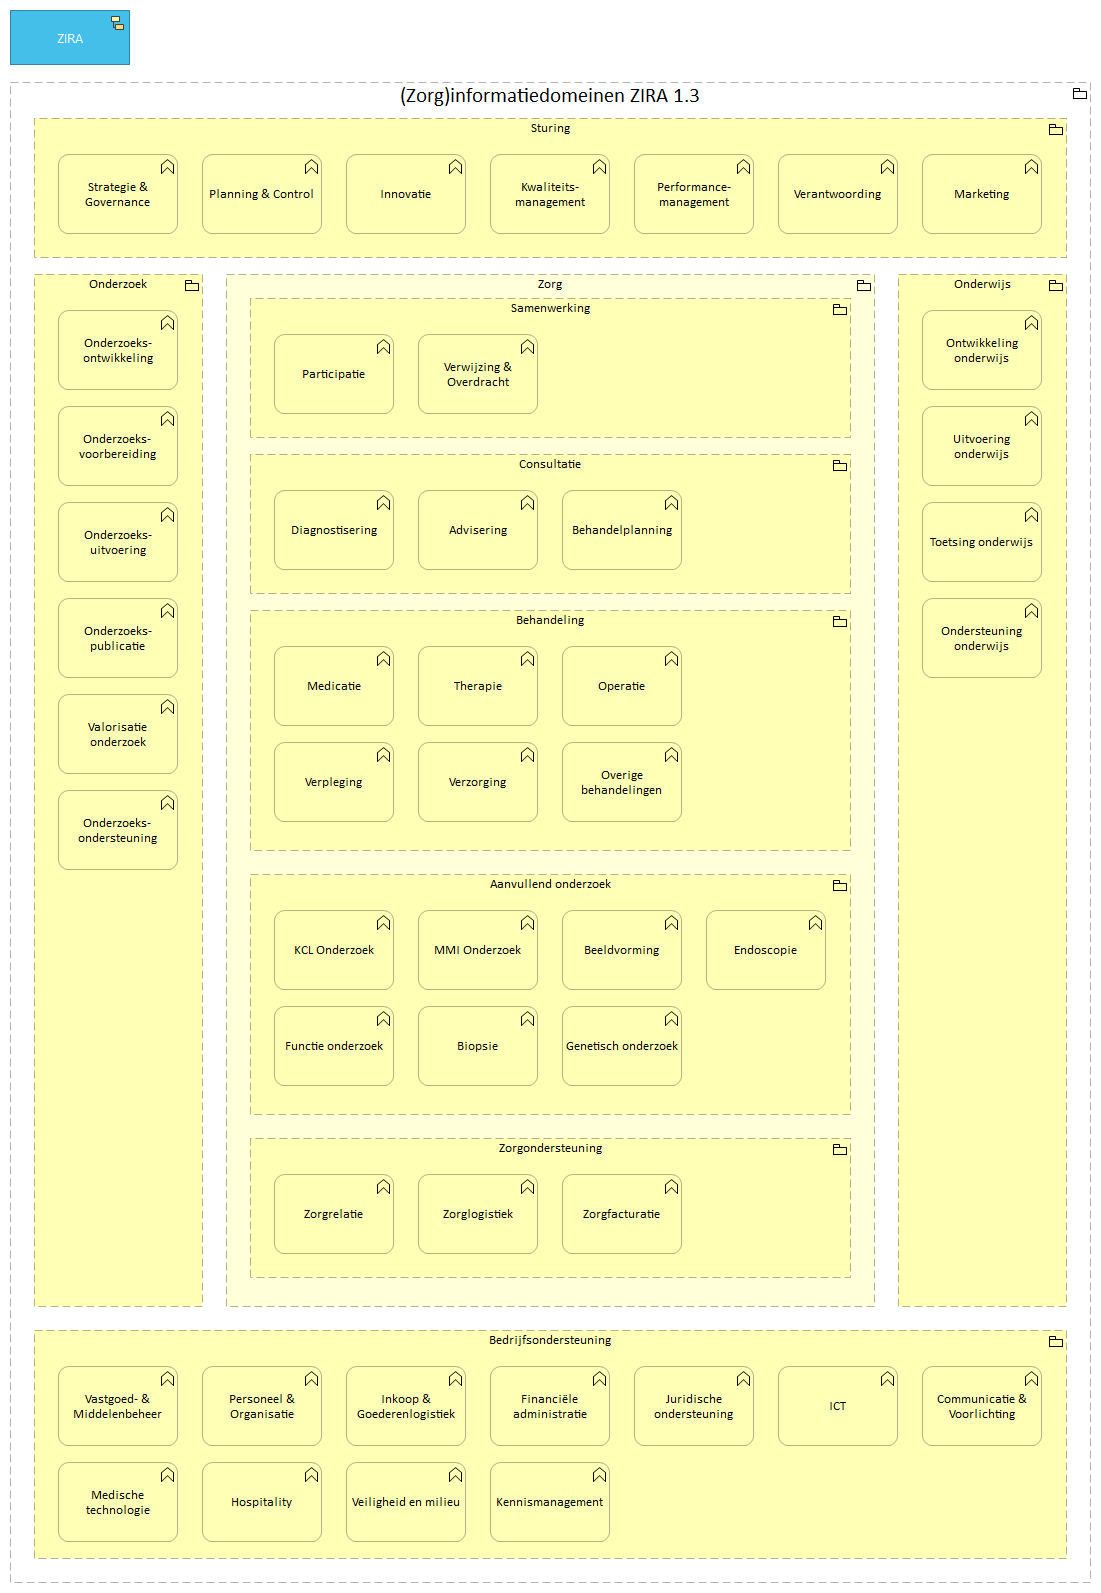 ZIRA
(Zorg)informatiedomeinen ZIRA 1.3
Sturing
Strategie &
Governance
Planning & Control
Innovatie
Kwaliteits-
management
Performance-
management
Verantwoording
Marketing
Onderzoek
Onderzoeks-
ontwikkeling
Onderzoeks-
voorbereiding
Onderzoeks-
uitvoering
Onderzoeks-
publicatie
Valorisatie
onderzoek
Onderzoeks-
ondersteuning
Zorg
Samenwerking
Participatie
Verwijzing &
Overdracht
Consultatie
Diagnostisering
Advisering
Behandelplanning
Behandeling
Medicatie
Therapie
Operatie
Verpleging
Verzorging
Overige
behandelingen
Aanvullend onderzoek
KCL Onderzoek
MMI Onderzoek
Beeldvorming
Endoscopie
Functie onderzoek
Biopsie
Genetisch onderzoek
Zorgondersteuning
Zorgrelatie
Zorglogistiek
Zorgfacturatie
Onderwijs
Ontwikkeling
onderwijs
Uitvoering
onderwijs
Toetsing onderwijs
Ondersteuning
onderwijs
Bedrijfsondersteuning
Vastgoed- &
Middelenbeheer
Personeel &
Organisatie
Inkoop &
Goederenlogistiek
Financiële
administratie
Juridische
ondersteuning
ICT
Communicatie &
Voorlichting
Medische
technologie
Hospitality
Veiligheid en milieu
Kennismanagement